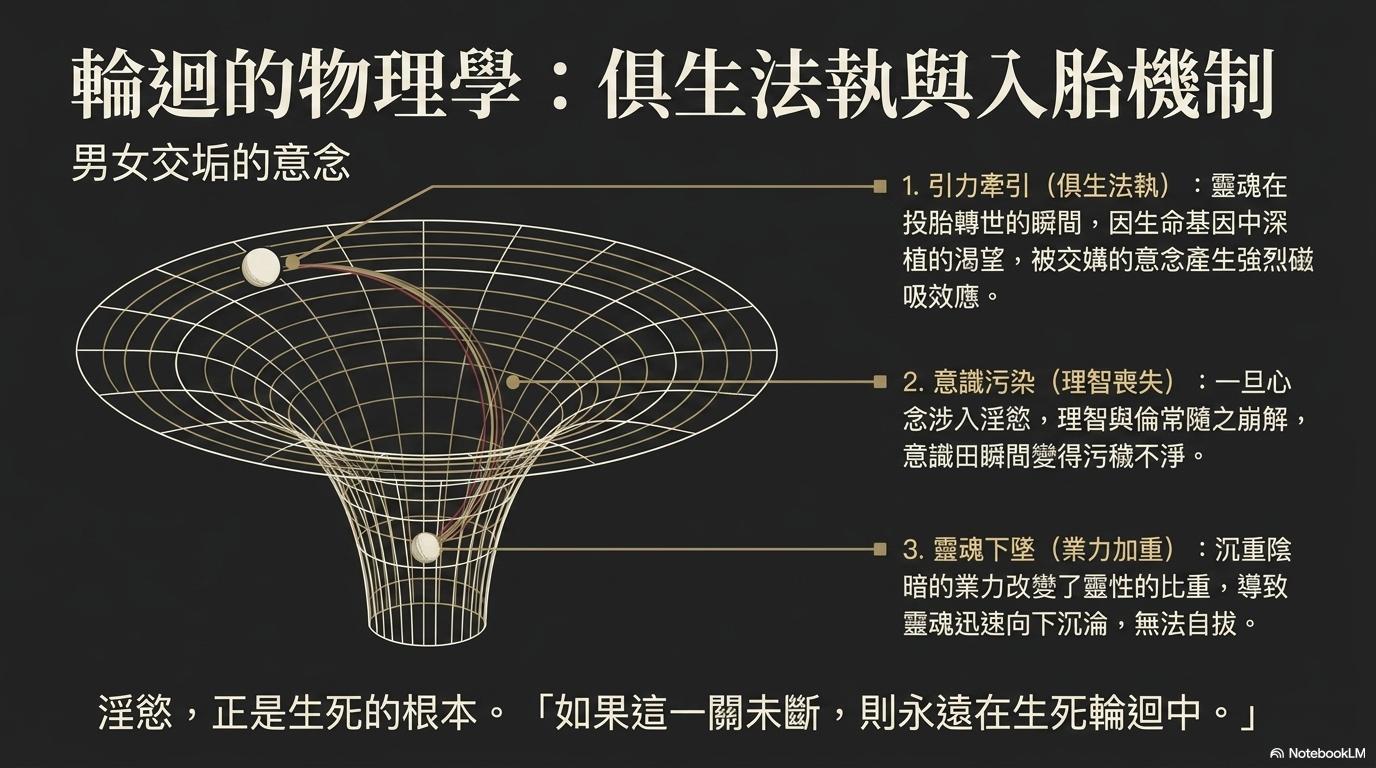 輪迴的物理學：俱生法執與入胎機制
男女交垢的意念
1. 引力牽引（俱生法執）：靈魂在
投胎轉世的瞬間，因生命基因中深
植的渴望，被交媾的意念產生強烈磁
吸效應。
2. 意識污染（理智喪失）：一旦心
念涉入淫慾，理智與倫常隨之崩解，
意識田瞬間變得污穢不淨。
3. 靈魂下墜（業力加重）：沉重陰
暗的業力改變了靈性的比重，導致
靈魂迅速向下沉淪，無法自拔。
淫慾，正是生死的根本。「如果這一關未斷，則永遠在生死輪迴中。」
NotebookLM